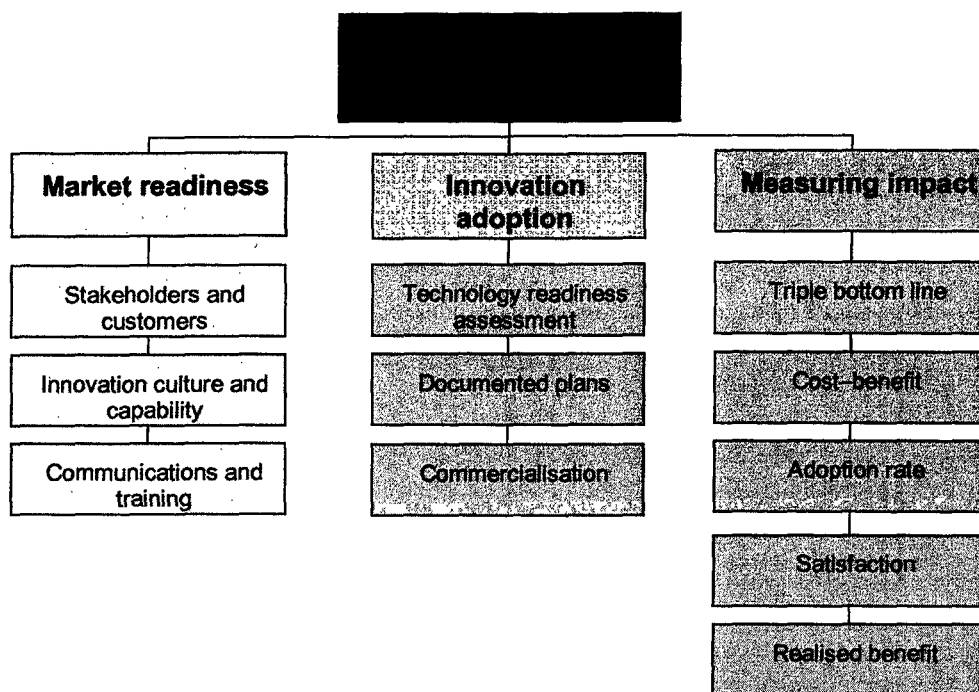 Market readiness
Stakeholders and
customers
Innovation culture and
capability
Communications and
training
Innovation
adoption
Technology readiness
assessment
Documented plans
Commercialisation
Measuring impact
Triple bottom line
Cost–benefit
Adoption rate
Satisfaction
Realised benefit